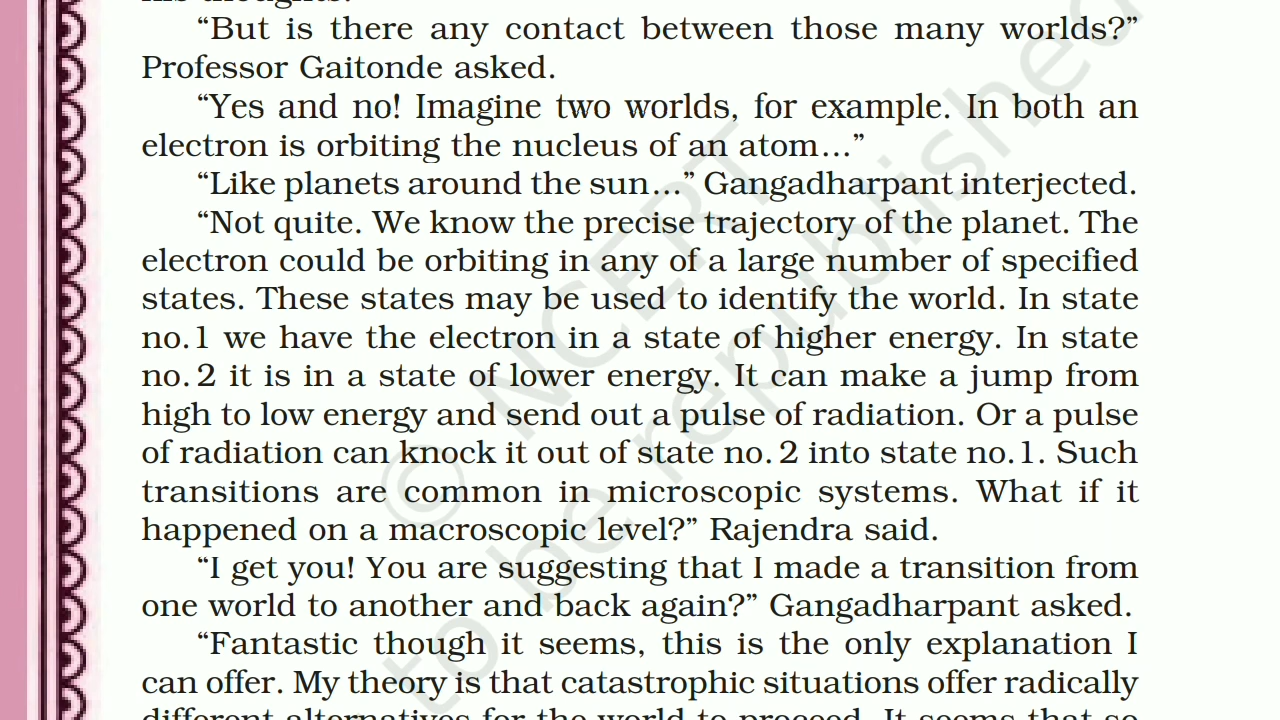 his thoughts.
“But is there any contact between those many worlds?”
Professor Gaitonde asked.
“Yes and no! Imagine two worlds, for example. In both an
electron is orbiting the nucleus of an atom...”
“Like planets around the sun...” Gangadharpant interjected.
“Not quite. We know the precise trajectory of the planet. The
electron could be orbiting in any of a large number of specified
states. These states may be used to identify the world. In state
no.1 we have the electron in a state of higher energy. In state
no.2 it is in a state of lower energy. It can make a jump from
high to low energy and send out a pulse of radiation. Or a pulse
of radiation can knock it out of state no.2 into state no.1. Such
transitions are common in microscopic systems. What if it
happened on a macroscopic level?” Rajendra said.
“I get you! You are suggesting that I made a transition from
one world to another and back again?” Gangadharpant asked.
“Fantastic though it seems, this is the only explanation I
can offer. My theory is that catastrophic situations offer radically
different alternatives for the world to proceed. It seems that so
© NCERT
to be republished